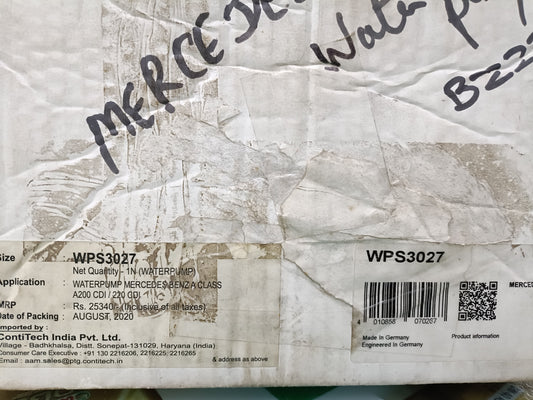 MERCEDE
Water
B222
Size : WPS3027
Net Quantity - 1N (WATERPUMP)
Application : WATERPUMP MERCEDES BENZ A CLASS
A200 CDI / 220 CDI
MRP : Rs. 25340/- (Inclusive of all taxes)
Date of Packing : AUGUST, 2020
Imported by :
ContiTech India Pvt. Ltd.
Village - Badhkhalsa, Distt. Sonepat-131029, Haryana (India)
Consumer Care Executive : +91 130 2216206, 2216225, 2216265
Email : aam.sales@ptg.contitech.in
& address as above
WPS3027
MERCED
4 010858 070267
Made In Germany
Engineered In Germany
Product information